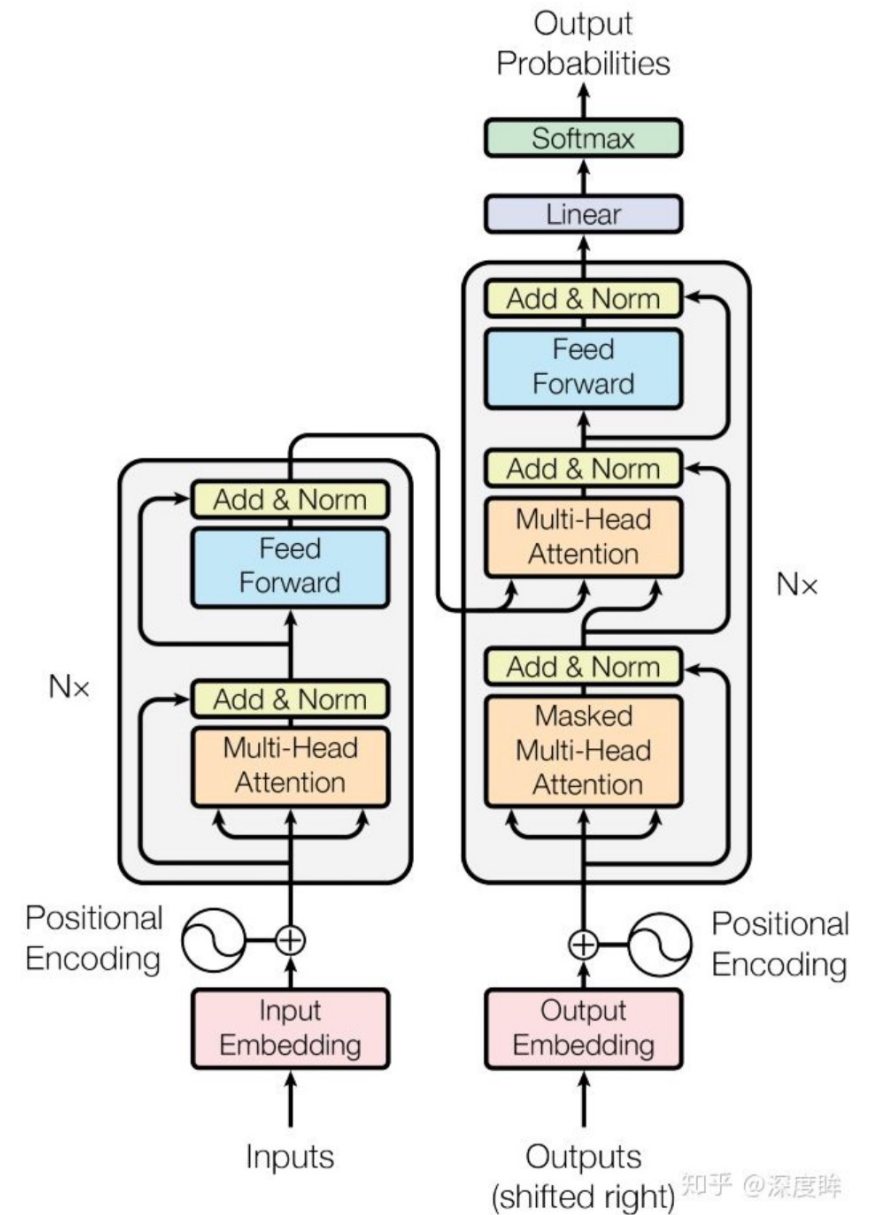 Output
Probabilities
Softmax
Linear
Add & Norm
Feed
Forward
Add & Norm
Multi-Head
Attention
Add & Norm
Masked
Multi-Head
Attention
Nx
Add & Norm
Feed
Forward
Add & Norm
Multi-Head
Attention
Nx
Positional
Encoding
Positional
Encoding
Input
Embedding
Output
Embedding
Inputs
Outputs
(shifted right)
知乎 @深度眸